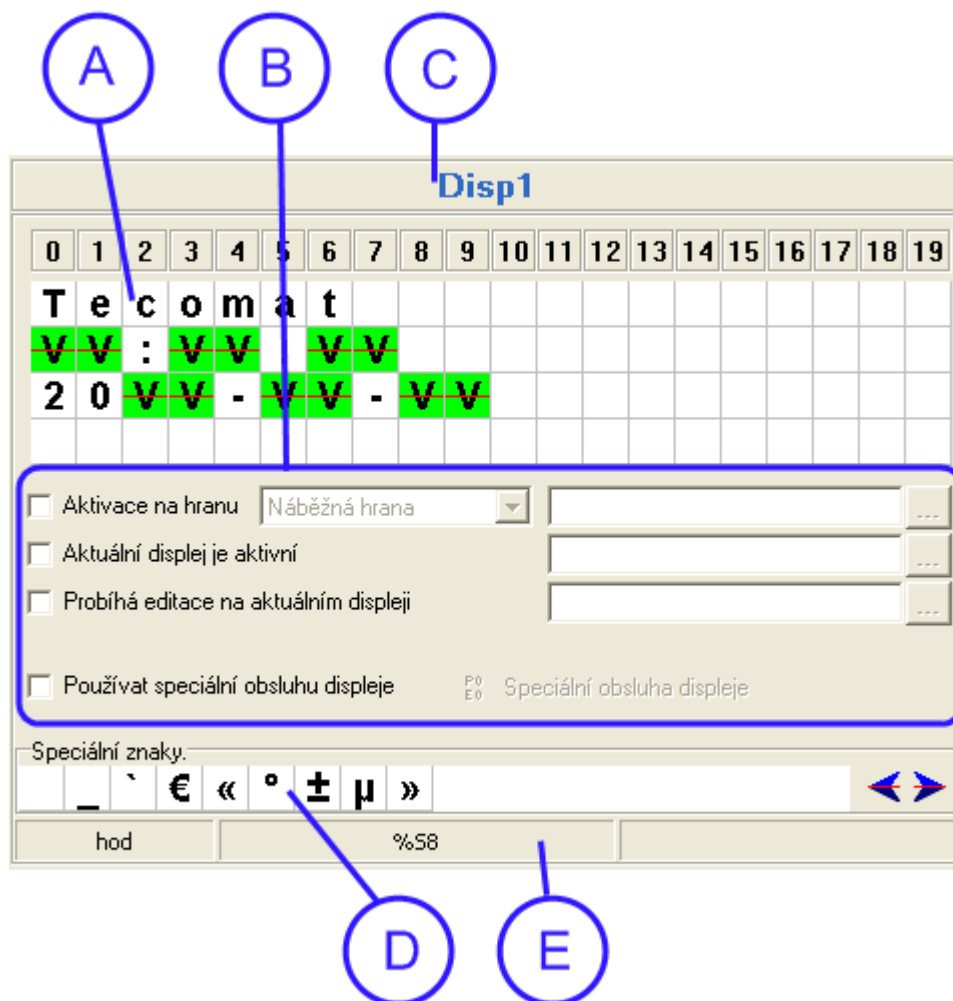 A B C
Disp1
0 1 2 3 4 5 6 7 8 9 10 11 12 13 14 15 16 17 18 19
T e c o m a t
V V : V V V V
2 0 V V - V V - V V
Aktivace na hranu Náběžná hrana ...
Aktuální displej je aktivní ...
Probíhá editace na aktuálním displeji ...
Používat speciální obsluhu displeje P0 E0 Speciální obsluha displeje
Speciální znaky.
_ ` € « ° ± µ »
hod %S8
D E